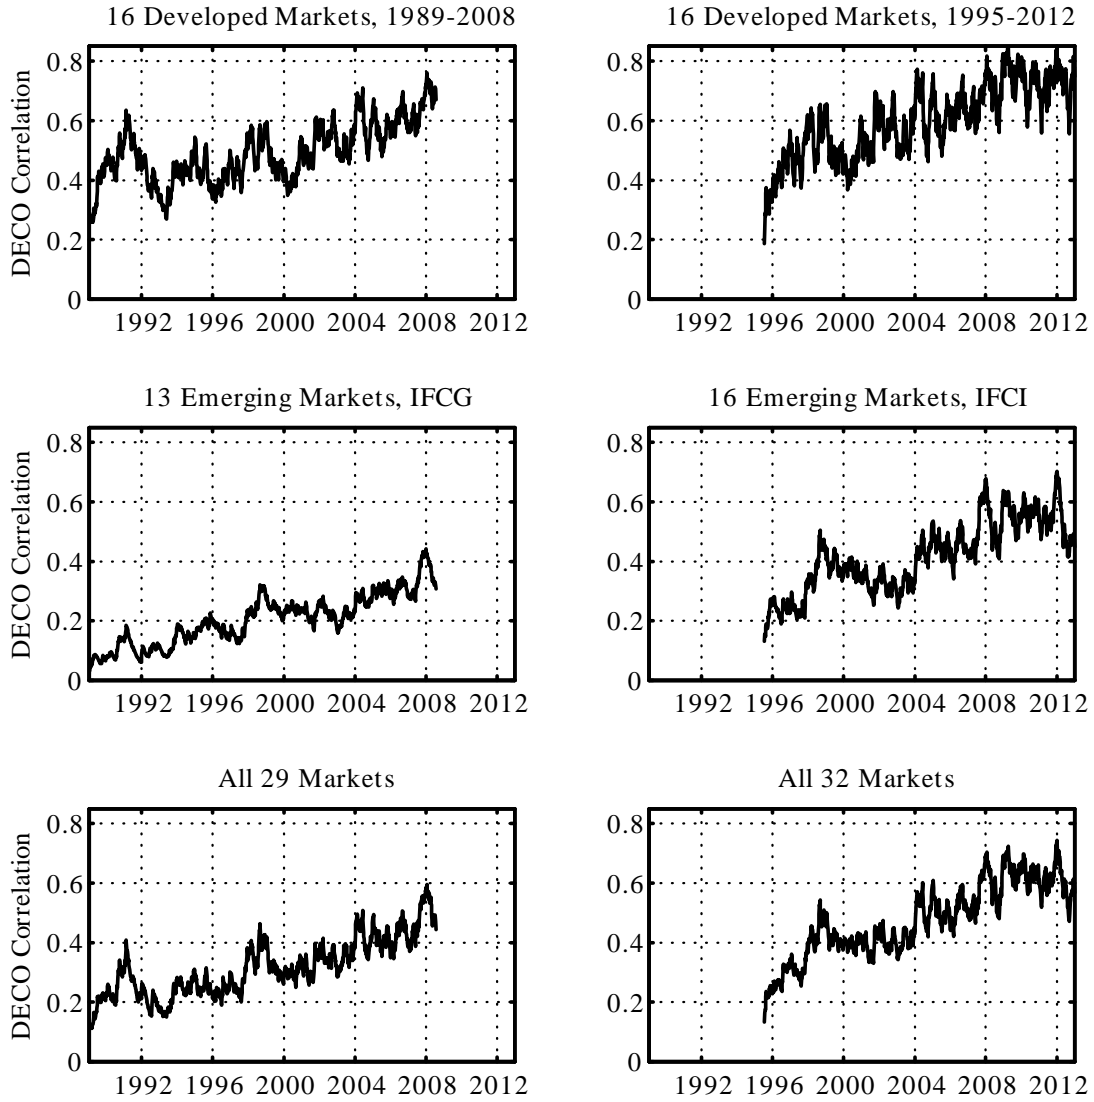 16 Developed Markets, 1989-2008
16 Developed Markets, 1995-2012
DECO Correlation
0.8
0.6
0.4
0.2
0
1992 1996 2000 2004 2008 2012
0.8
0.6
0.4
0.2
0
1992 1996 2000 2004 2008 2012
13 Emerging Markets, IFCG
16 Emerging Markets, IFCI
DECO Correlation
0.8
0.6
0.4
0.2
0
1992 1996 2000 2004 2008 2012
0.8
0.6
0.4
0.2
0
1992 1996 2000 2004 2008 2012
All 29 Markets
All 32 Markets
DECO Correlation
0.8
0.6
0.4
0.2
0
1992 1996 2000 2004 2008 2012
0.8
0.6
0.4
0.2
0
1992 1996 2000 2004 2008 2012